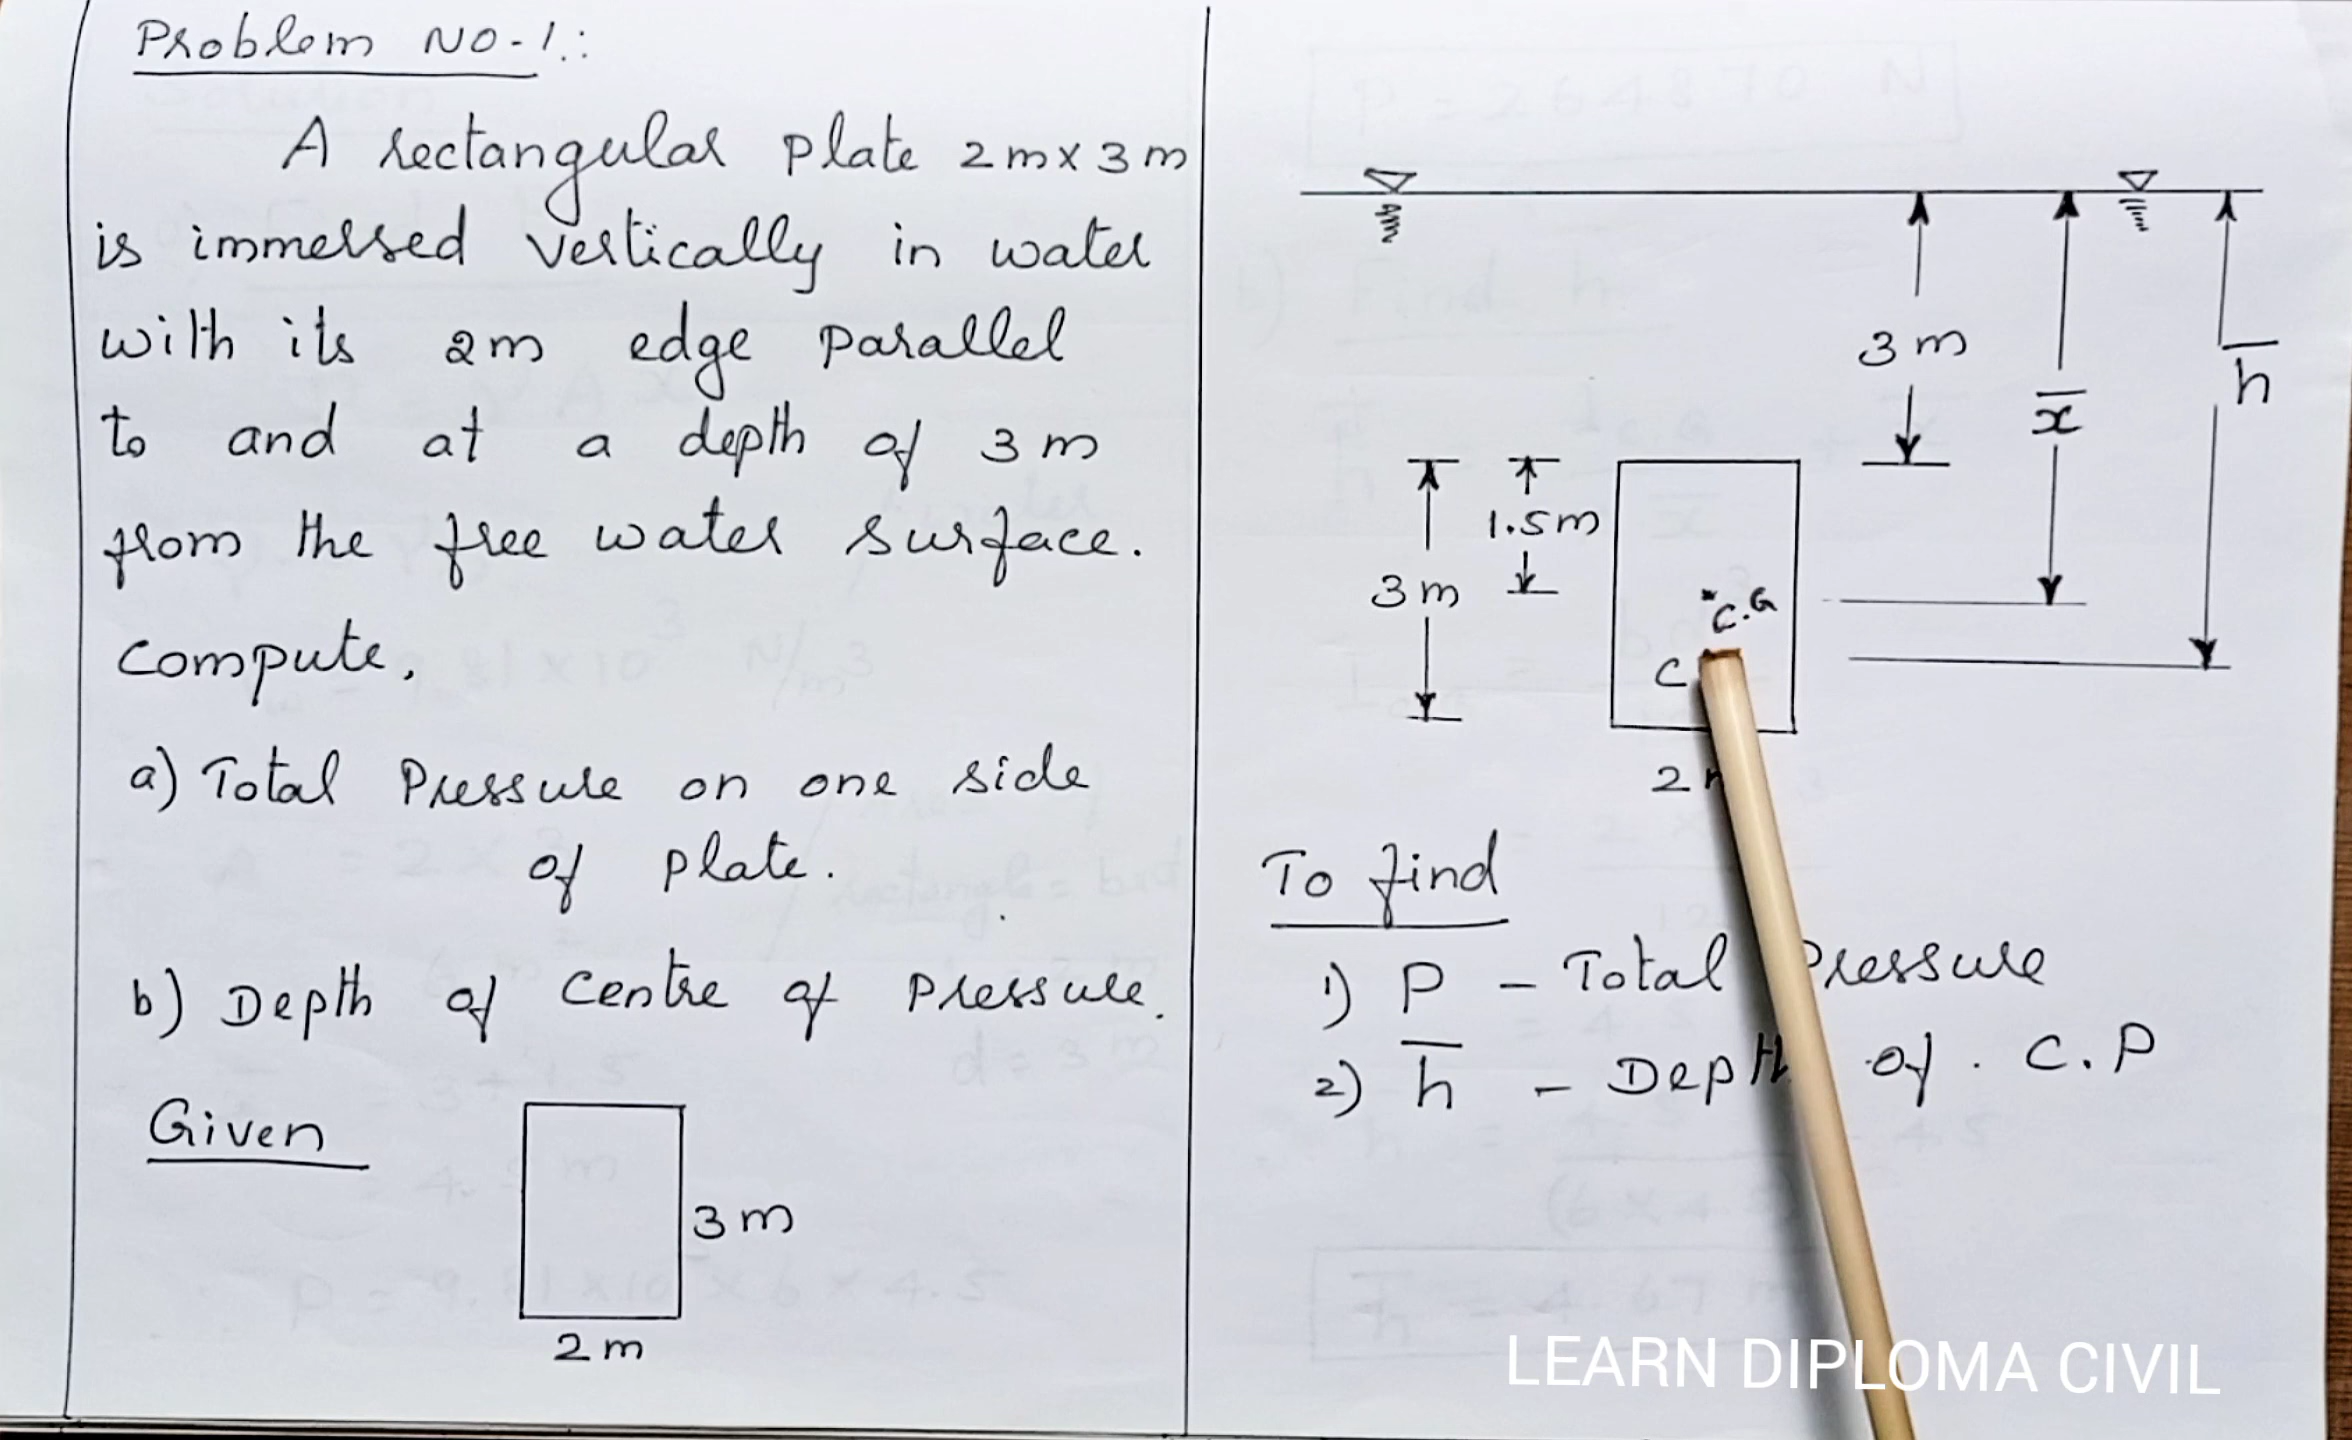 Problem NO-1.:
A rectangular plate 2m x 3m
is immersed vertically in water
with its 2m edge parallel
to and at a depth of 3m
from the free water surface.
compute,
a) Total Pressure on one side
of plate.
b) Depth of Centre of Pressure.
Given
3m
2m
3m
x̄
h̄
1.5m
3m
C.G
C
2
To find
1) P - Total Pressure
2) h̄ - Depth of . C.P
LEARN DIPLOMA CIVIL